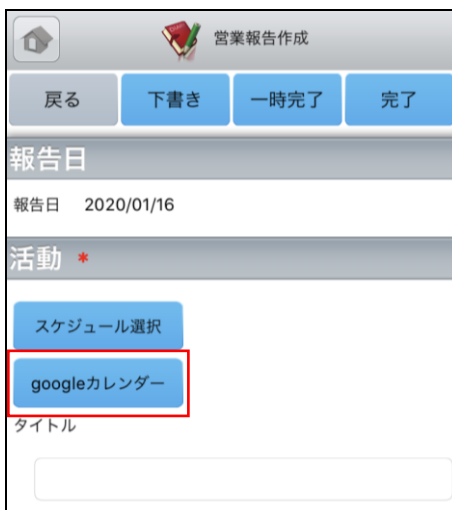 営業報告作成
戻る 下書き 一時完了 完了
報告日
報告日 2020/01/16
活動 *
スケジュール選択
googleカレンダー
タイトル